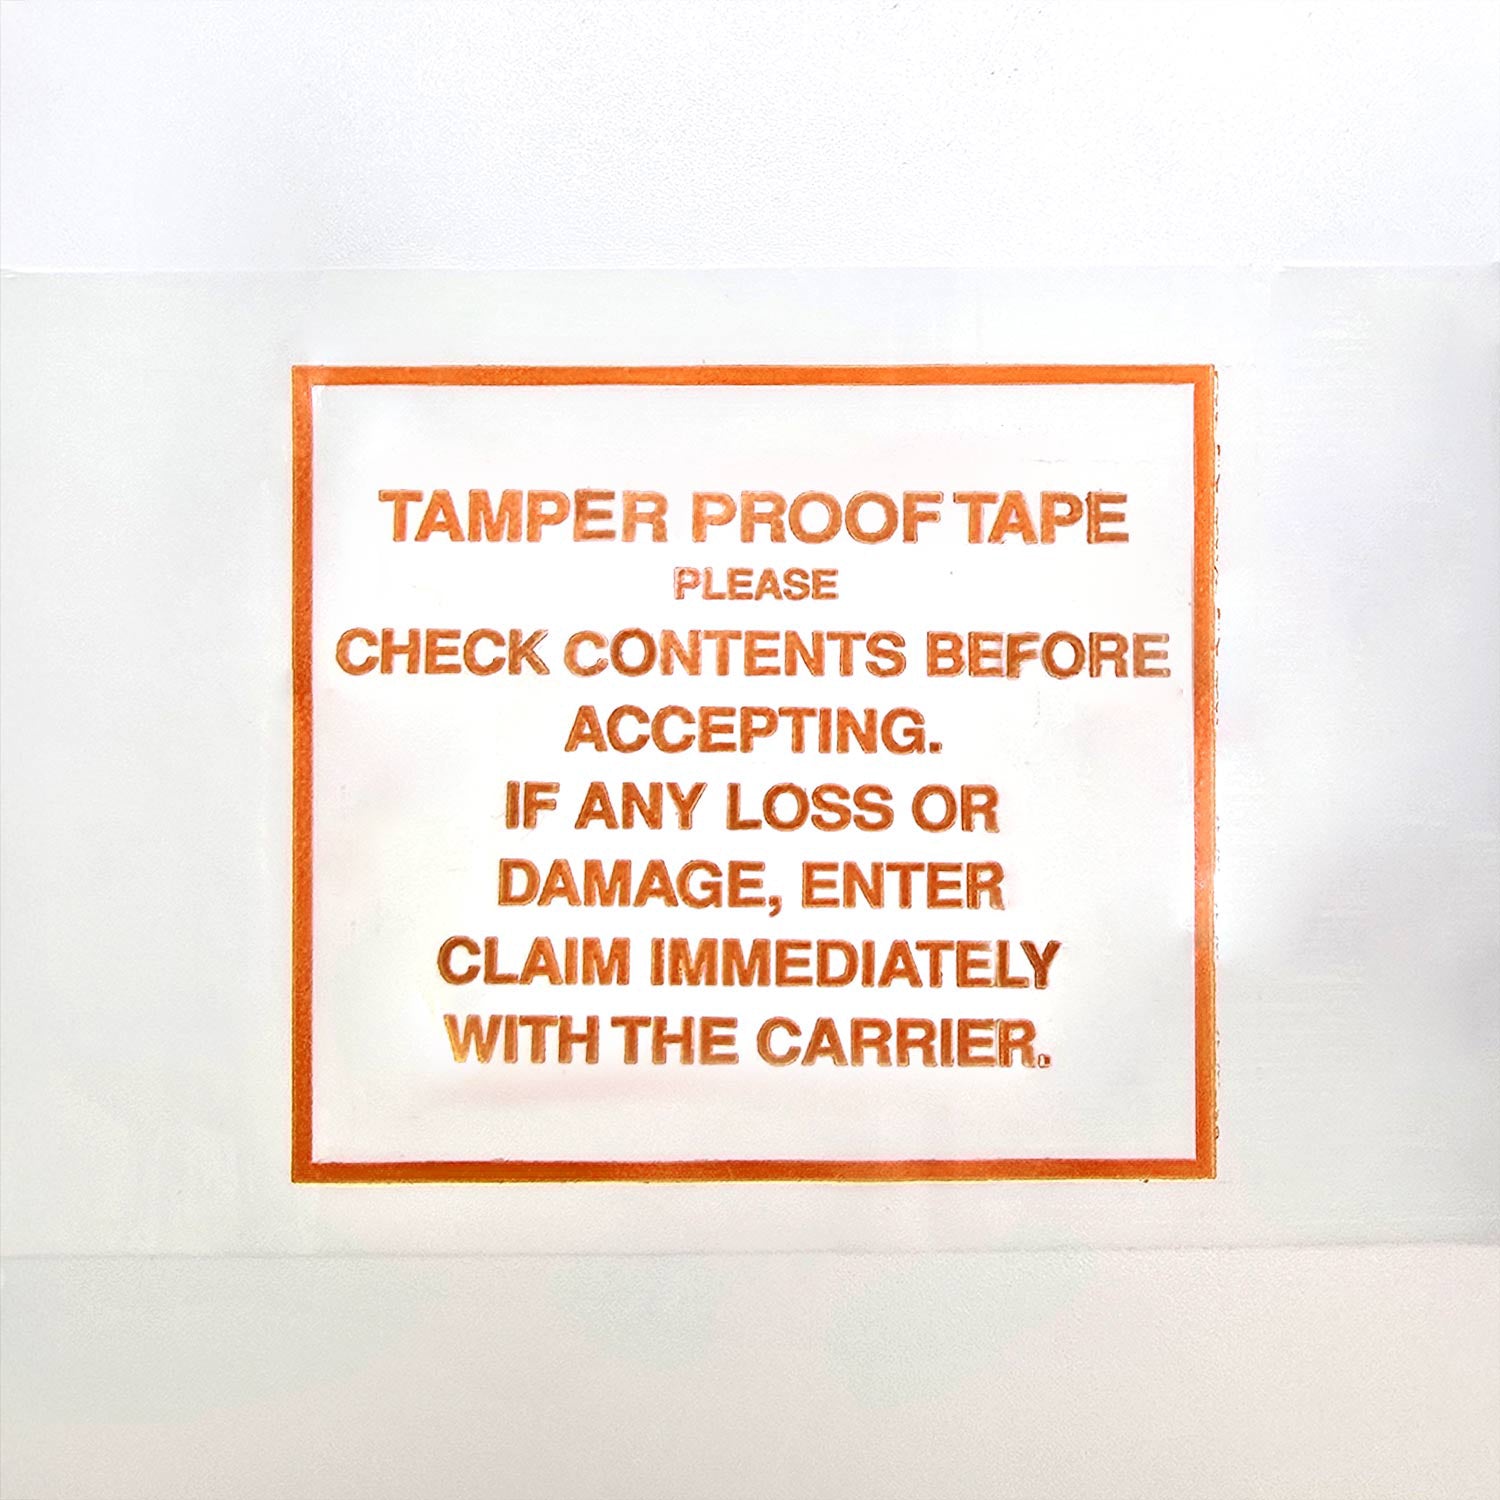 TAMPER PROOF TAPE
PLEASE
CHECK CONTENTS BEFORE
ACCEPTING.
IF ANY LOSS OR
DAMAGE, ENTER
CLAIM IMMEDIATELY
WITH THE CARRIER.